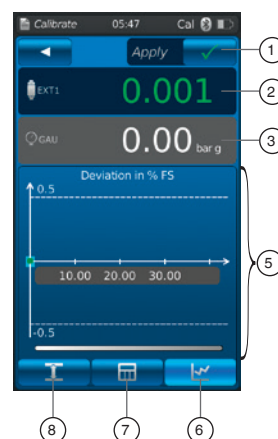 Calibrate 05:47 Cal
Apply 1
EXT1 0.001 2
GAU 0.00 bar g 3
Deviation in % FS
0.5
5
10.00 20.00 30.00
-0.5
8 7 6